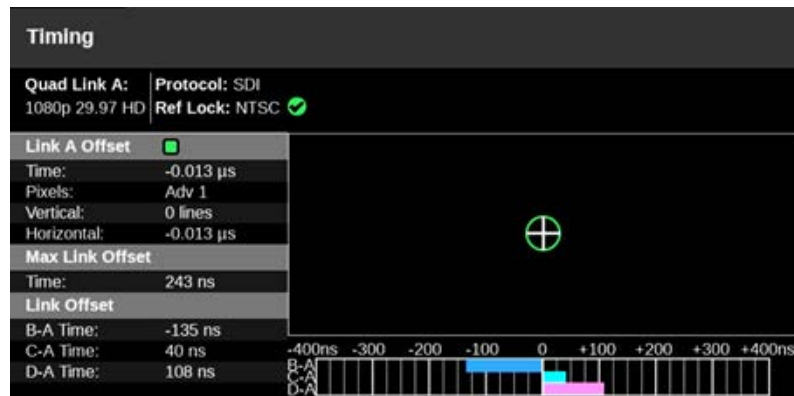 Timing
Quad Link A: Protocol: SDI
1080p 29.97 HD Ref Lock: NTSC
Link A Offset
Time: -0.013 µs
Pixels: Adv 1
Vertical: 0 lines
Horizontal: -0.013 µs
Max Link Offset
Time: 243 ns
Link Offset
B-A Time: -135 ns
C-A Time: 40 ns
D-A Time: 108 ns
-400ns -300 -200 -100 0 +100 +200 +300 +400ns
B-A
C-A
D-A